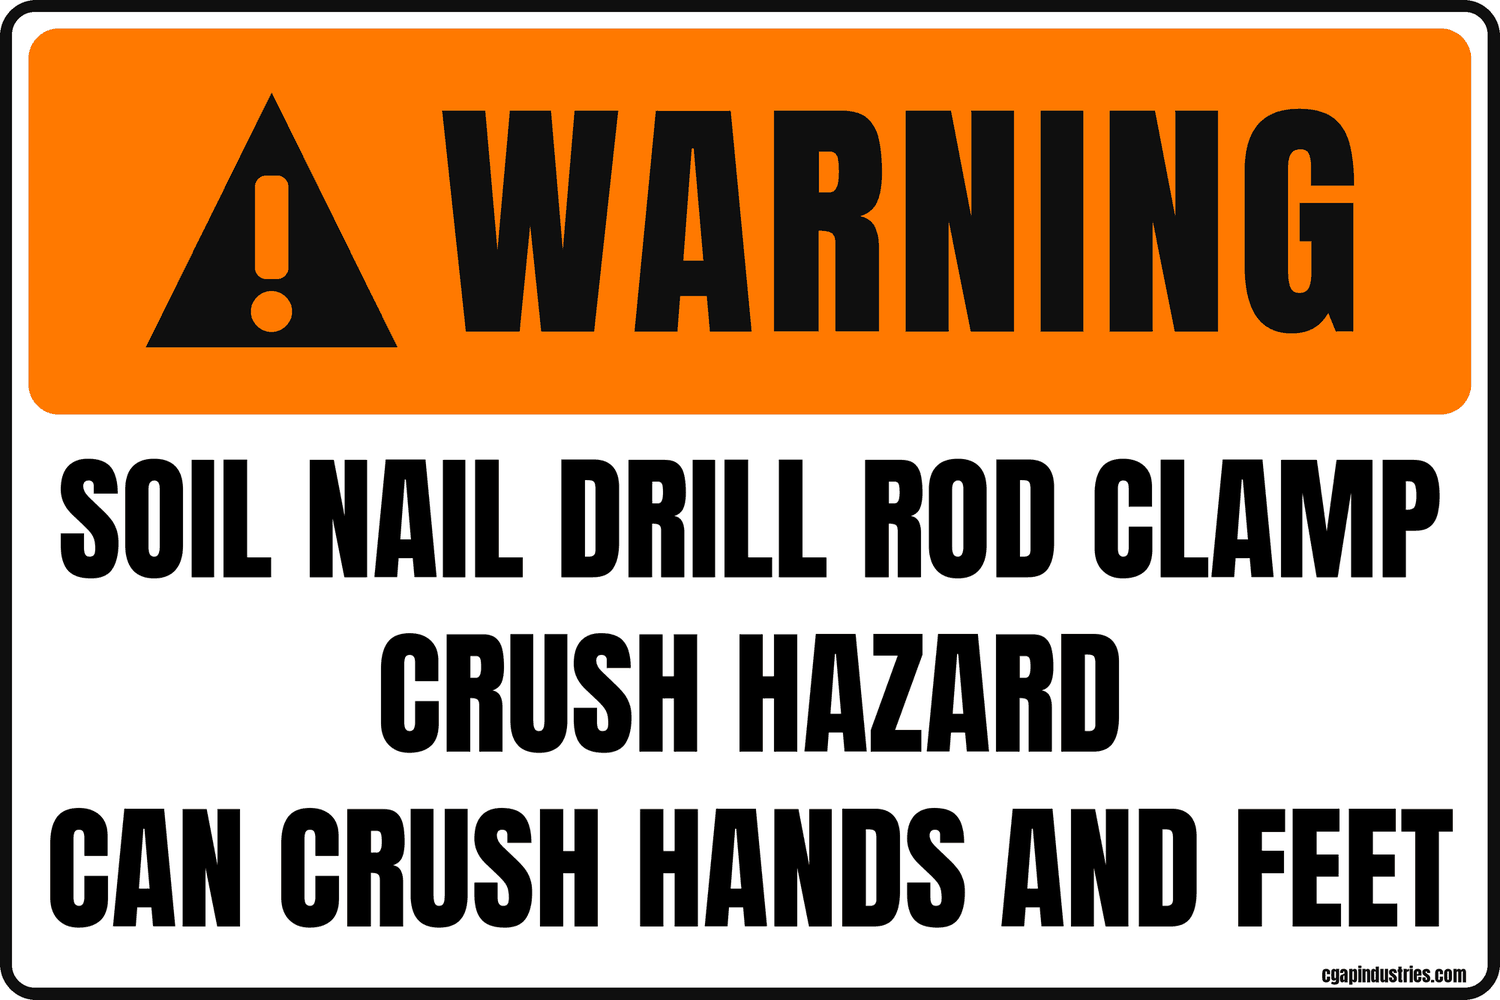 WARNING
SOIL NAIL DRILL ROD CLAMP
CRUSH HAZARD
CAN CRUSH HANDS AND FEET
cgapindustries.com